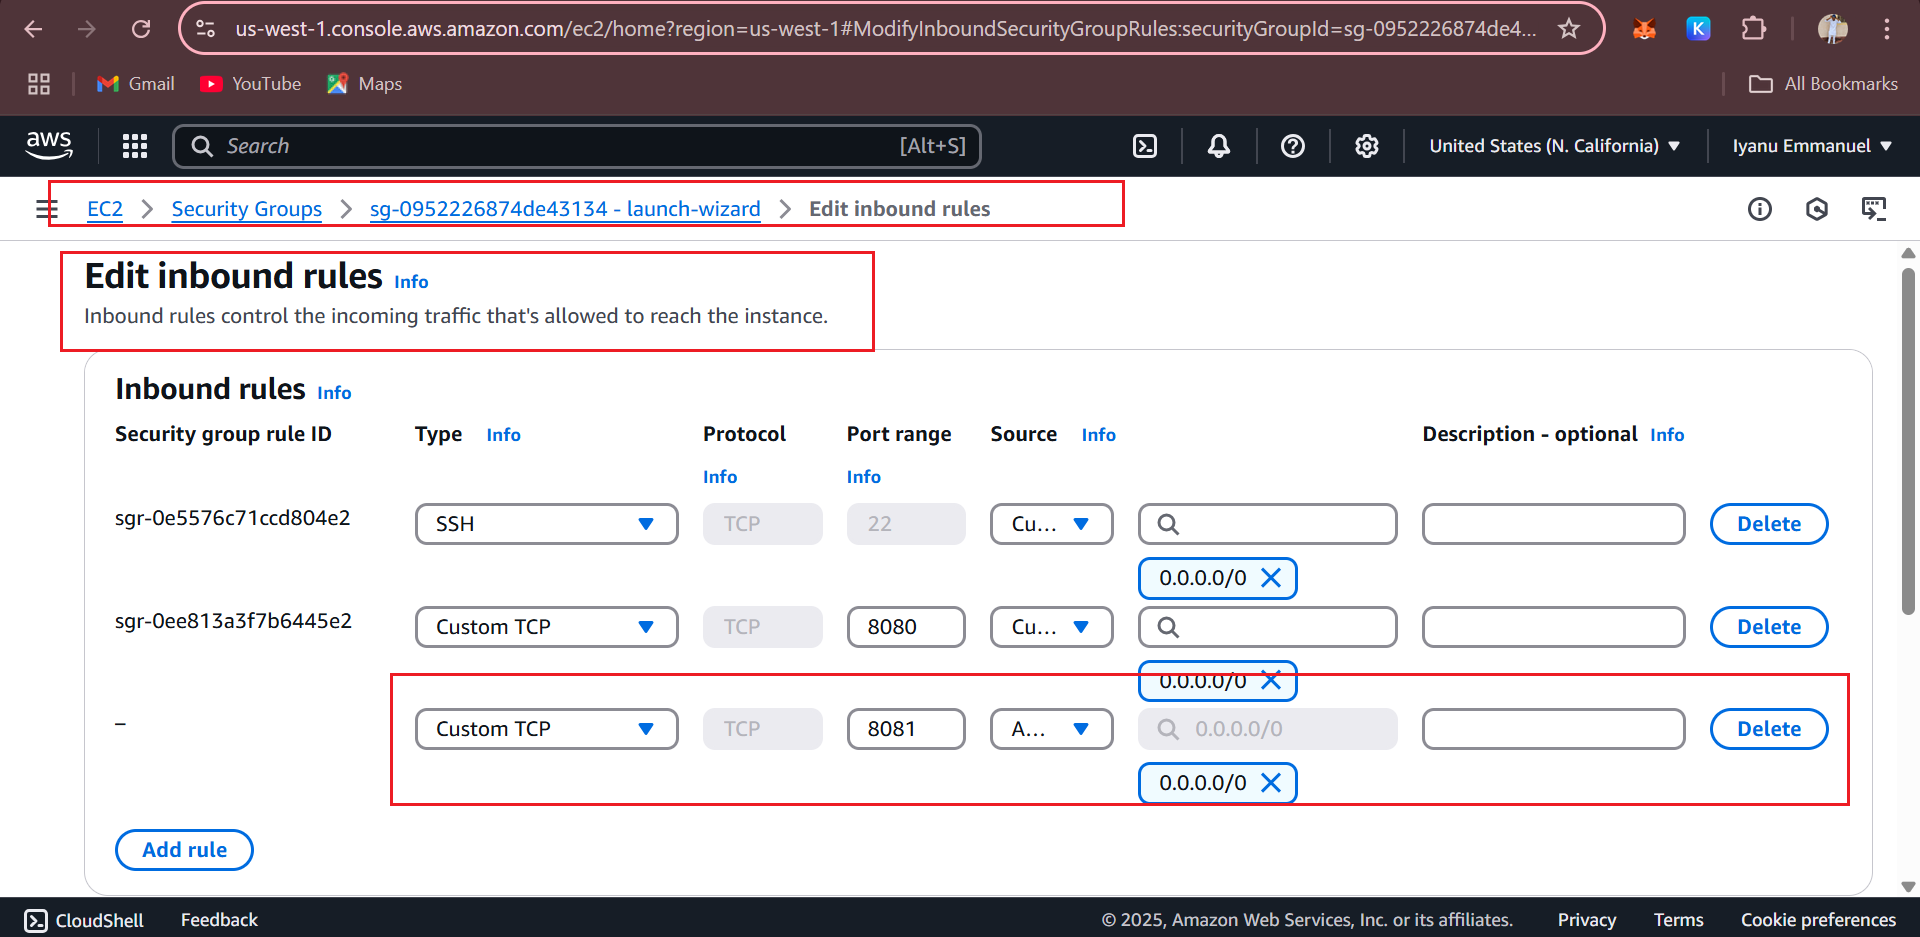 us-west-1.console.aws.amazon.com/ec2/home?region=us-west-1#ModifyInboundSecurityGroupRules:securityGroupId=sg-0952226874de4...
K
Gmail YouTube Maps All Bookmarks
aws Search [Alt+S] United States (N. California) Iyanu Emmanuel
EC2 Security Groups sg-0952226874de43134 - launch-wizard Edit inbound rules
Edit inbound rules Info
Inbound rules control the incoming traffic that's allowed to reach the instance.
Inbound rules Info
Security group rule ID Type Info Protocol Port range Source Info Description - optional Info
Info Info
sgr-0e5576c71ccd804e2 SSH TCP 22 Cu... Delete
0.0.0.0/0
sgr-0ee813a3f7b6445e2 Custom TCP TCP 8080 Cu... Delete
0.0.0.0/0
– Custom TCP TCP 8081 A... 0.0.0.0/0 Delete
0.0.0.0/0
Add rule
CloudShell Feedback © 2025, Amazon Web Services, Inc. or its affiliates. Privacy Terms Cookie preferences